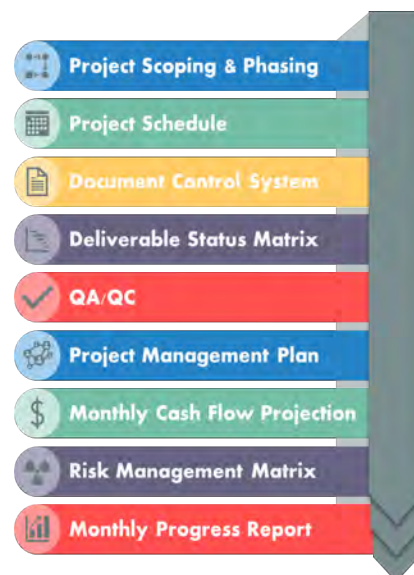 Project Scoping & Phasing
Project Schedule
Document Control System
Deliverable Status Matrix
QA/QC
Project Management Plan
Monthly Cash Flow Projection
Risk Management Matrix
Monthly Progress Report